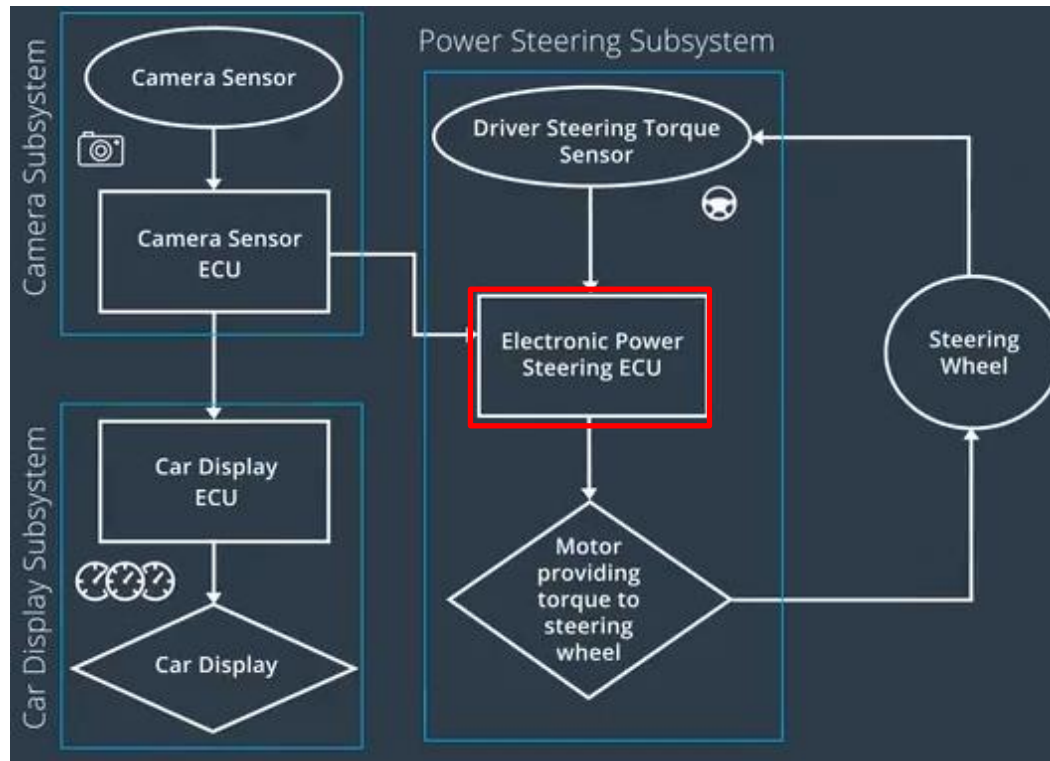 Camera Subsystem
Camera Sensor
Camera Sensor
ECU
Car Display Subsystem
Car Display
ECU
Car Display
Power Steering Subsystem
Driver Steering Torque
Sensor
Electronic Power
Steering ECU
Motor
providing
torque to
steering
wheel
Steering
Wheel